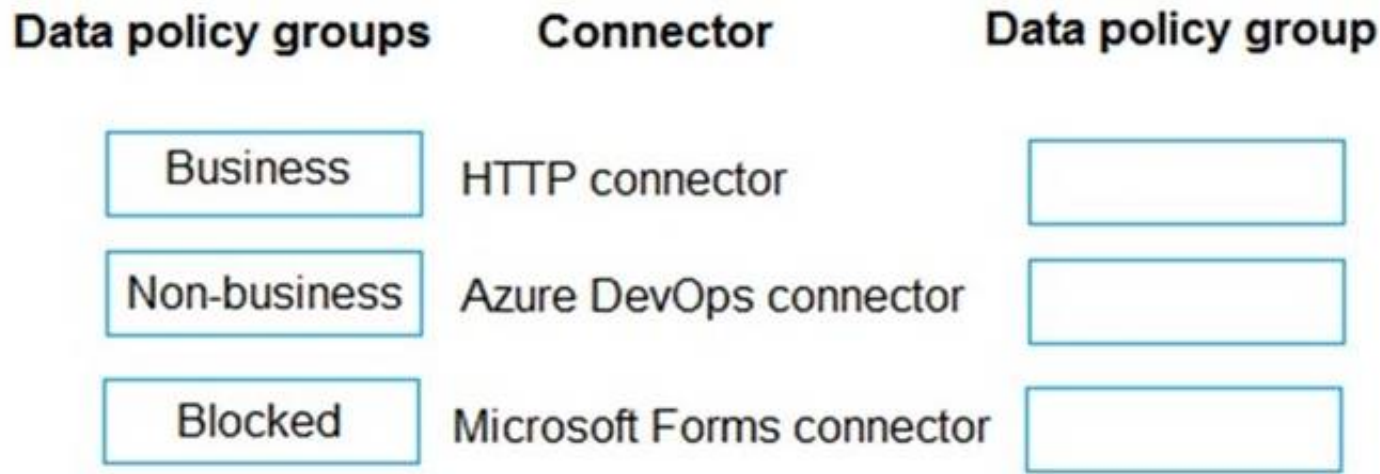 Data policy groups Connector Data policy group
Business HTTP connector
Non-business Azure DevOps connector
Blocked Microsoft Forms connector